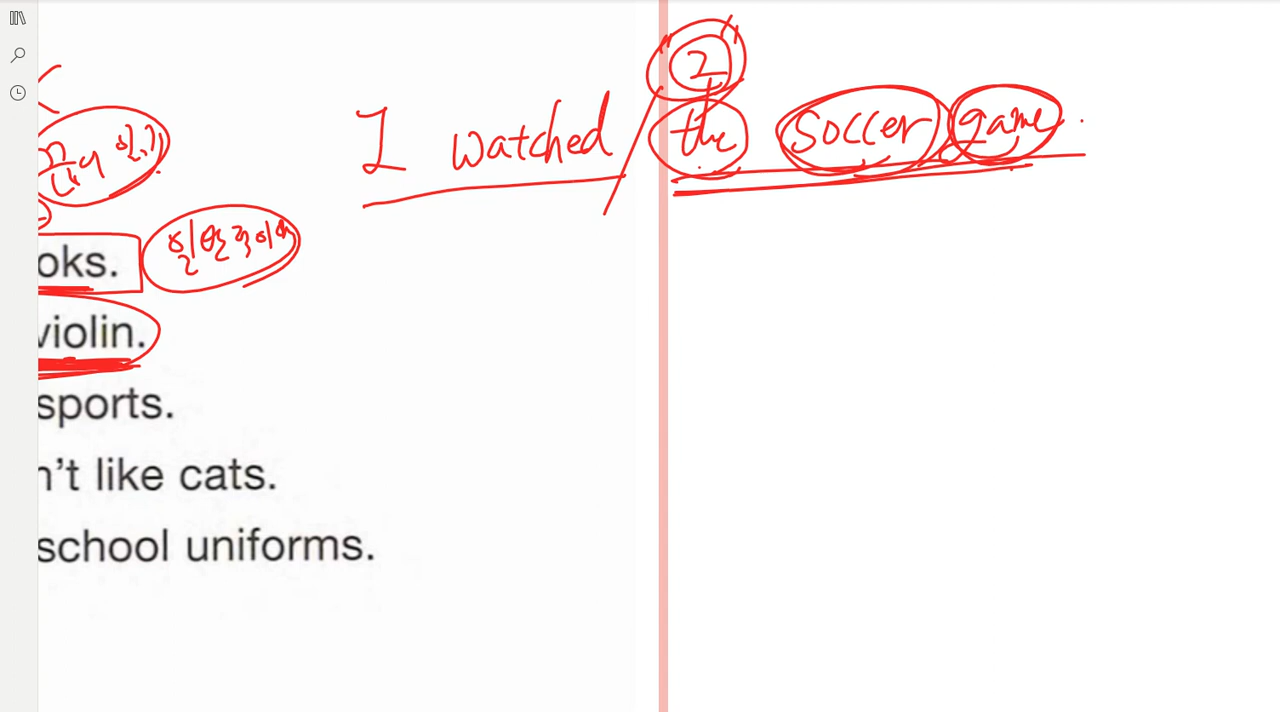 2
I watched / the soccer game.
oks.
violin.
sports.
n't like cats.
school uniforms.